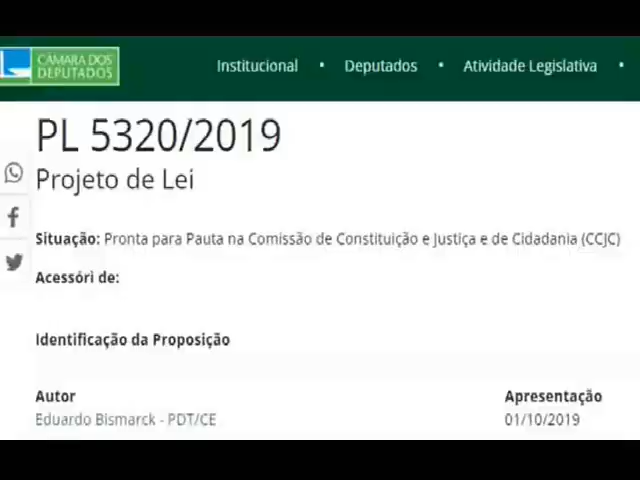 CÂMARA DOS
DEPUTADOS
Institucional • Deputados • Atividade Legislativa •
PL 5320/2019
Projeto de Lei
Situação: Pronta para Pauta na Comissão de Constituição e Justiça e de Cidadania (CCJC)
Acessóri de:
Identificação da Proposição
Autor
Apresentação
Eduardo Bismarck - PDT/CE
01/10/2019